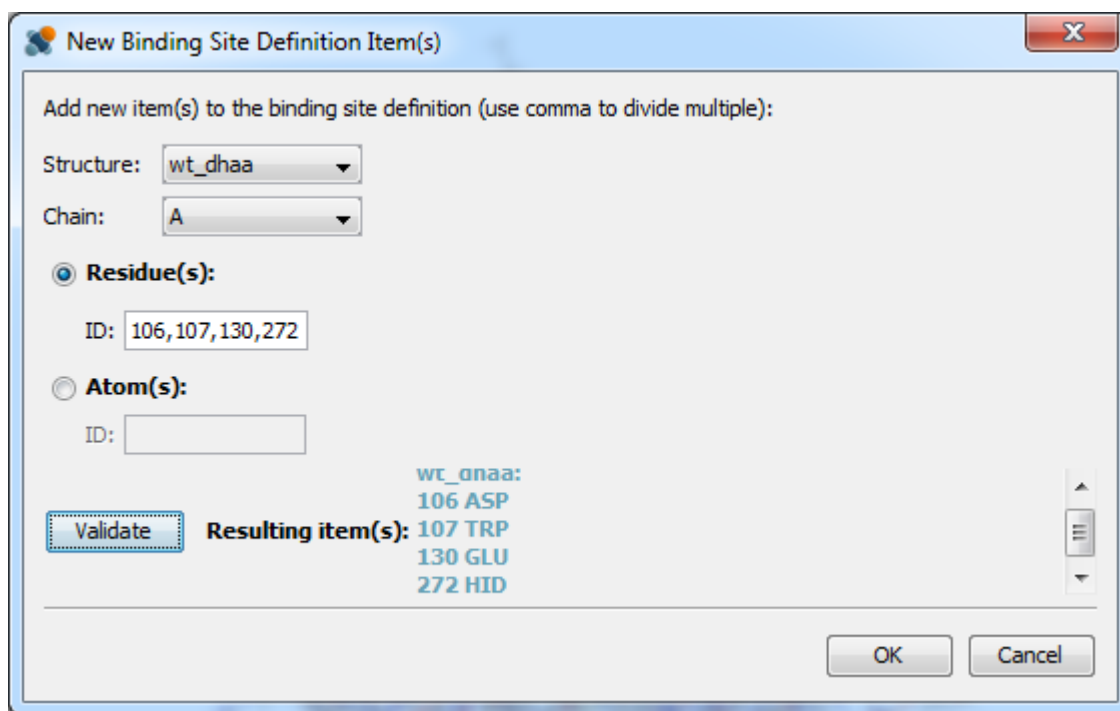 New Binding Site Definition Item(s)
Add new item(s) to the binding site definition (use comma to divide multiple):
Structure: wt_dhaa
Chain: A
Residue(s):
ID: 106,107,130,272
Atom(s):
ID:
wt_dhaa:
106 ASP
Validate Resulting item(s): 107 TRP
130 GLU
272 HID
OK Cancel